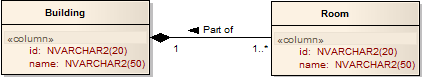 Building
«column»
id: NVARCHAR2(20)
name: NVARCHAR2(50)
Part of
1
1..*
Room
«column»
id: NVARCHAR2(20)
name: NVARCHAR2(50)